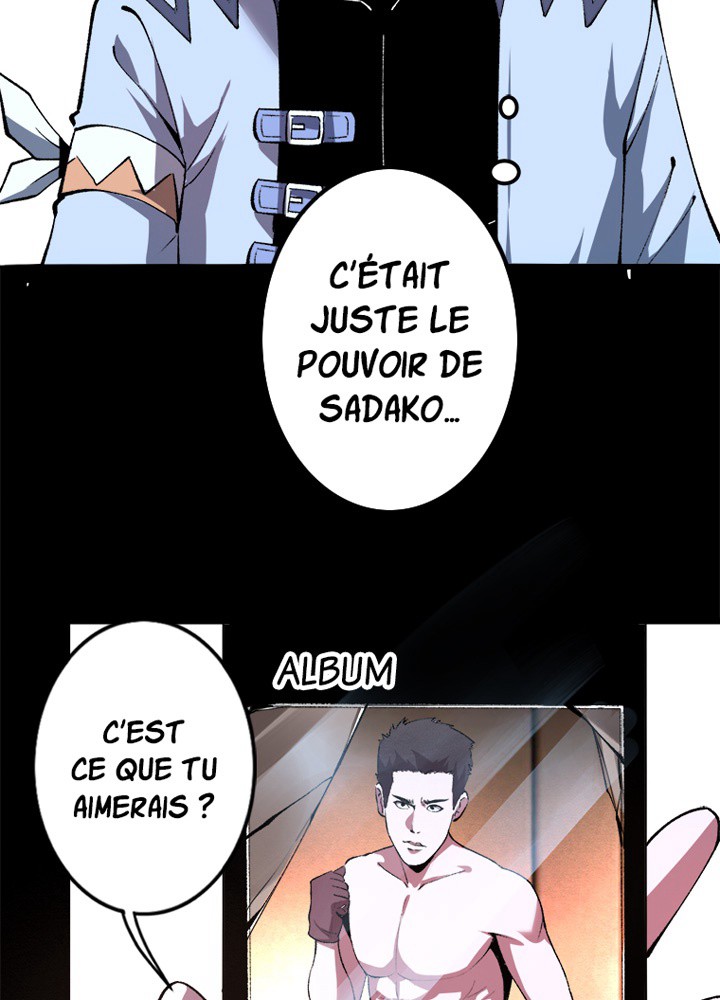 C'ÉTAIT
JUSTE LE
POUVOIR DE
SADAKO...
ALBUM
C'EST
CE QUE TU
AIMERAIS ?